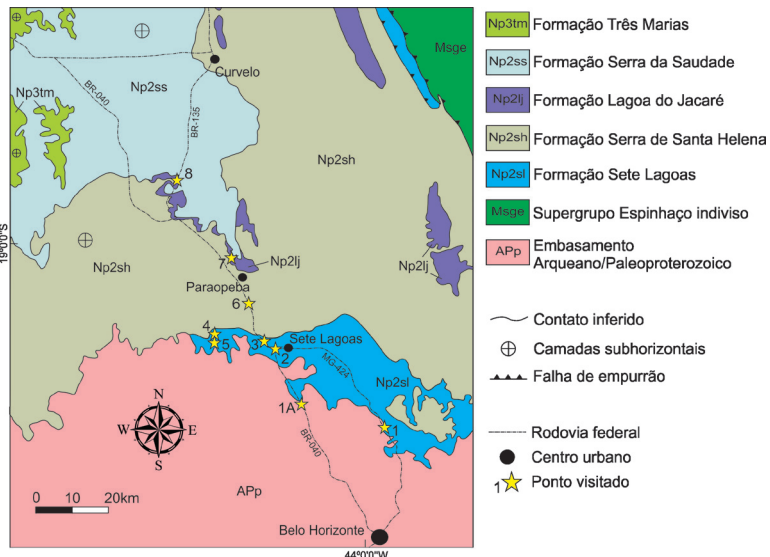 Np3tm
Curvelo
Np2ss
BR-040
BR-135
Msge
Np2sh
8
Np2lj
19º0'0''S
Np2sh
7
Np2lj
Paraopeba
6
4
5
3
2
Sete Lagoas
MG-424
Np2sl
1A
1
BR-040
N
W
E
S
0 10 20km
APp
Belo Horizonte
44º0'0''W
Np3tm Formação Três Marias
Np2ss Formação Serra da Saudade
Np2lj Formação Lagoa do Jacaré
Np2sh Formação Serra de Santa Helena
Np2sl Formação Sete Lagoas
Msge Supergrupo Espinhaço indiviso
APp Embasamento
Arqueano/Paleoproterozoico
Contato inferido
Camadas subhorizontais
Falha de empurrão
Rodovia federal
Centro urbano
1 Ponto visitado